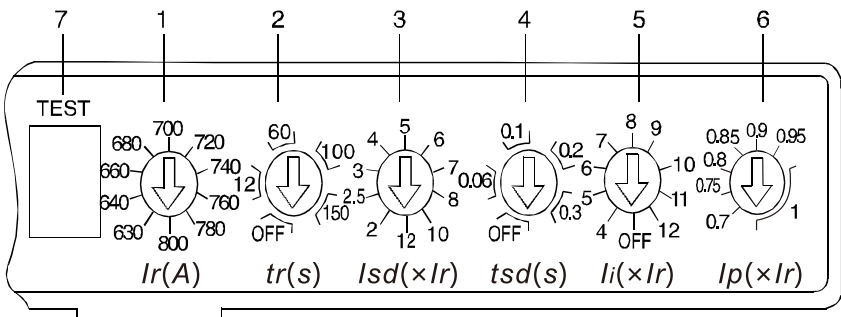 7 1 2 3 4 5 6
TEST
630 640 660 680 700 720 740 760 780 800
Ir(A)
OFF 12 60 100 150
tr(s)
2 2.5 3 4 5 6 7 8 10 12
Isd(×Ir)
OFF 0.06 0.1 0.2 0.3
tsd(s)
4 5 6 7 8 9 10 11 12 OFF
Ii(×Ir)
0.7 0.75 0.8 0.85 0.9 0.95 1
Ip(×Ir)